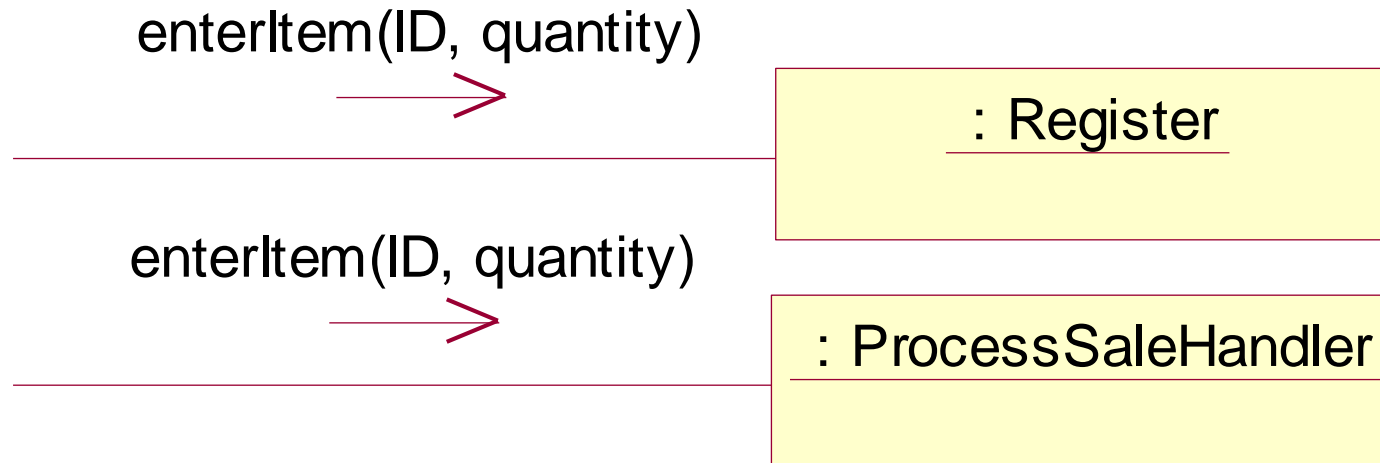 enterItem(ID, quantity)
: Register
enterItem(ID, quantity)
: ProcessSaleHandler